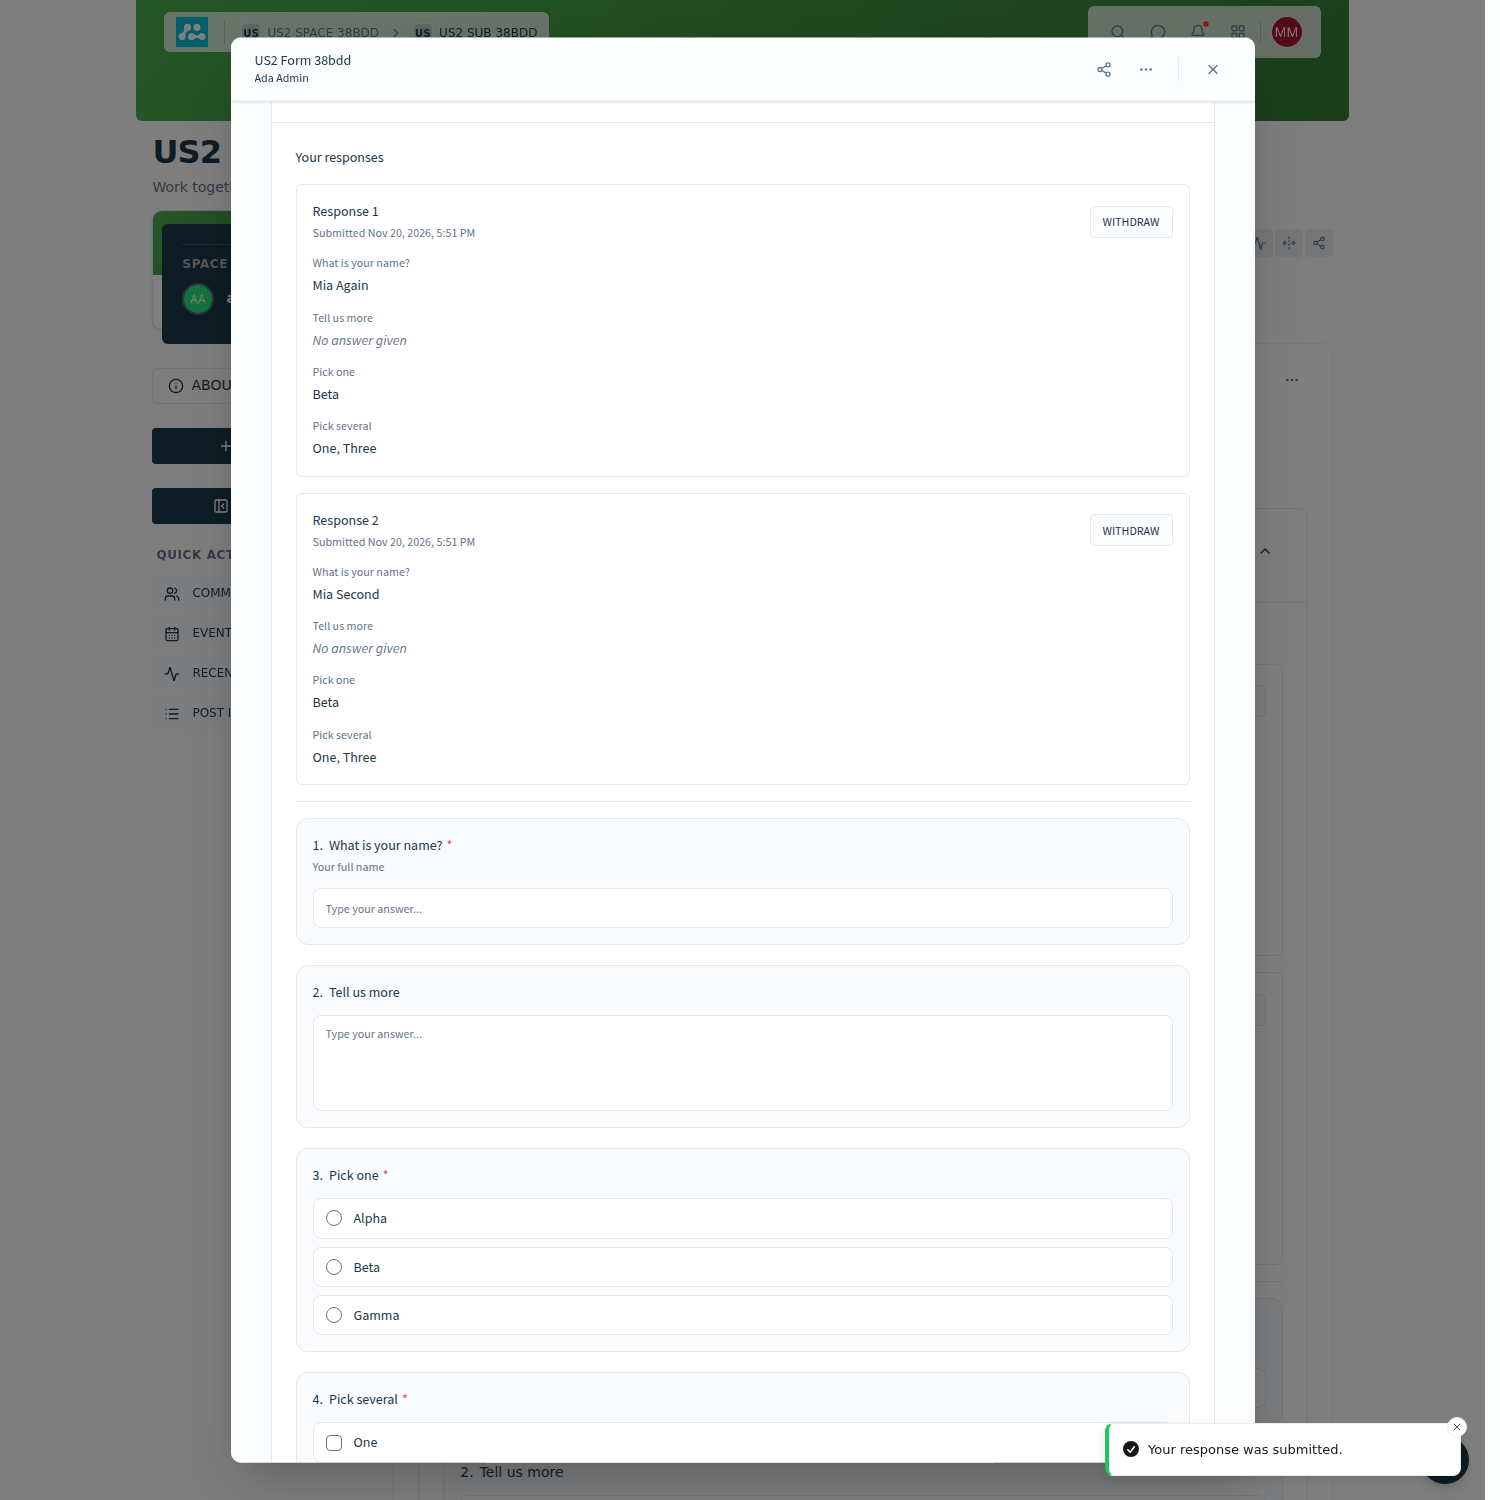 US US2 SPACE 38BDD > US US2 SUB 38BDD
MM
US2 Form 38bdd
Ada Admin
US2
Work toget
SPACE
AA
ABOU
QUICK ACT
COMM
EVENT
RECEN
POST I
Your responses
Response 1
WITHDRAW
Submitted Nov 20, 2026, 5:51 PM
What is your name?
Mia Again
Tell us more
No answer given
Pick one
Beta
Pick several
One, Three
Response 2
WITHDRAW
Submitted Nov 20, 2026, 5:51 PM
What is your name?
Mia Second
Tell us more
No answer given
Pick one
Beta
Pick several
One, Three
1. What is your name? *
Your full name
Type your answer...
2. Tell us more
Type your answer...
3. Pick one *
Alpha
Beta
Gamma
4. Pick several *
One
Your response was submitted.
2. Tell us more